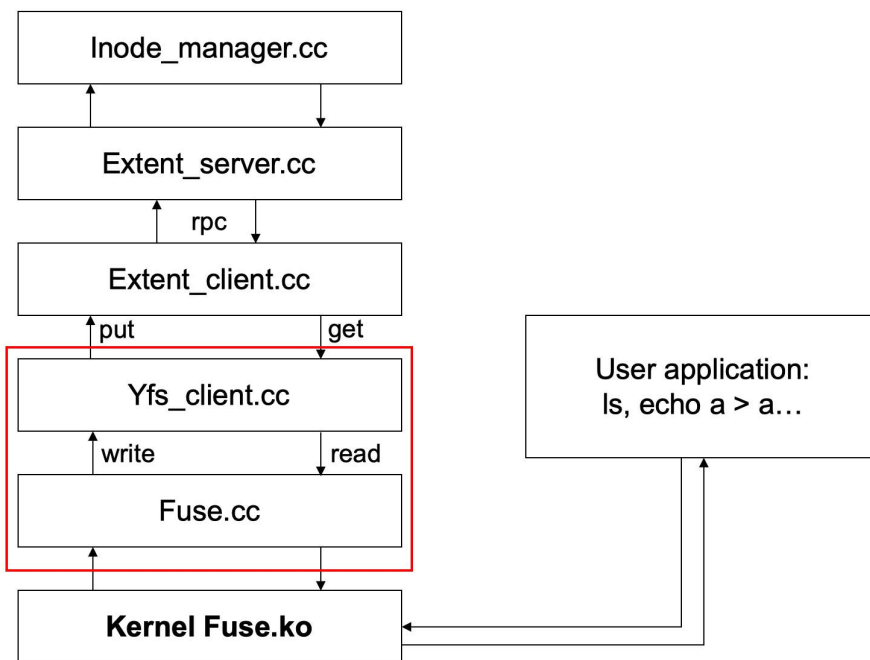 Inode_manager.cc
Extent_server.cc
rpc
Extent_client.cc
put get
Yfs_client.cc
write read
Fuse.cc
Kernel Fuse.ko
User application:
ls, echo a > a…